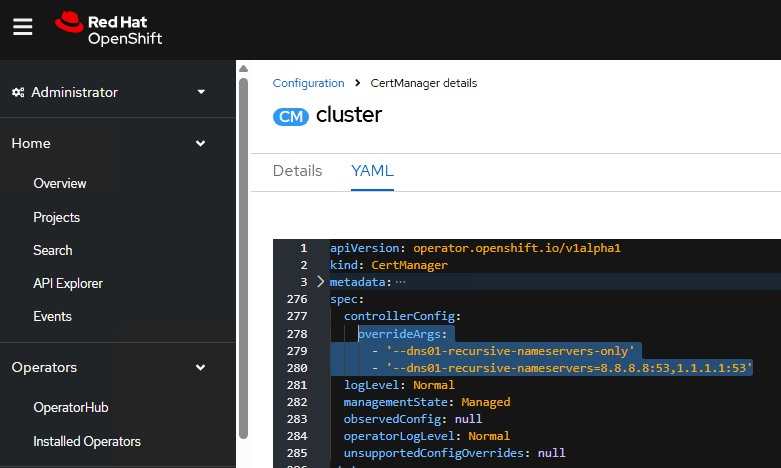 Red Hat
OpenShift
Administrator
Home
Overview
Projects
Search
API Explorer
Events
Operators
OperatorHub
Installed Operators
Configuration > CertManager details
CM cluster
Details YAML
1 apiVersion: operator.openshift.io/v1alpha1
2 kind: CertManager
3 metadata: ...
276 spec:
277   controllerConfig:
278     overrideArgs:
279       - '--dns01-recursive-nameservers-only'
280       - '--dns01-recursive-nameservers=8.8.8.8:53,1.1.1.1:53'
281   logLevel: Normal
282   managementState: Managed
283   observedConfig: null
284   operatorLogLevel: Normal
285   unsupportedConfigOverrides: null